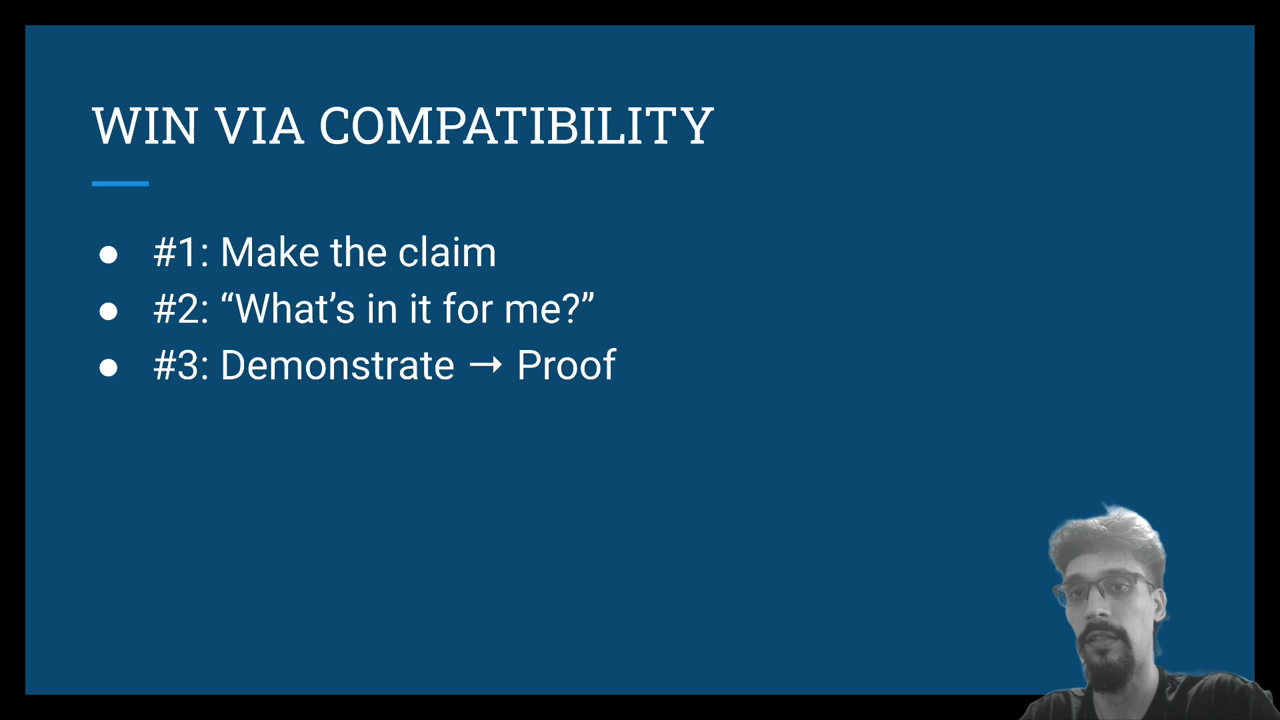 WIN VIA COMPATIBILITY
● #1: Make the claim
● #2: “What’s in it for me?”
● #3: Demonstrate → Proof